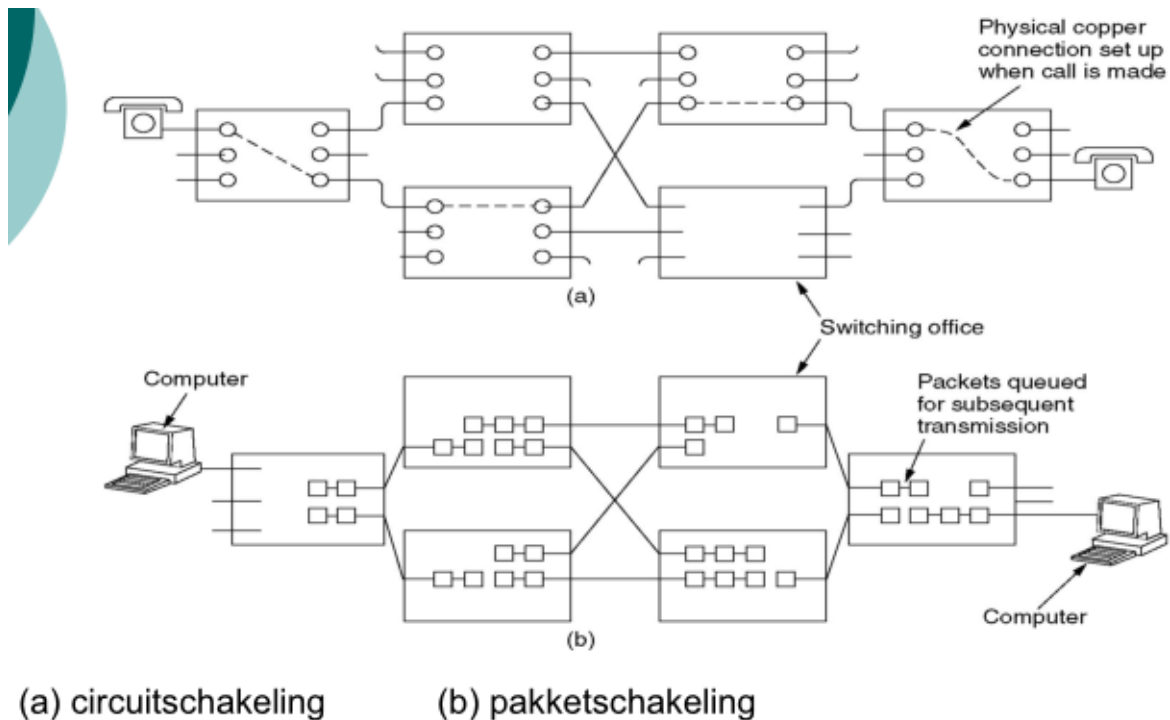 Physical copper
connection set up
when call is made
(a)
Switching office
Computer
Packets queued
for subsequent
transmission
Computer
(b)
(a) circuitschakeling (b) pakketschakeling